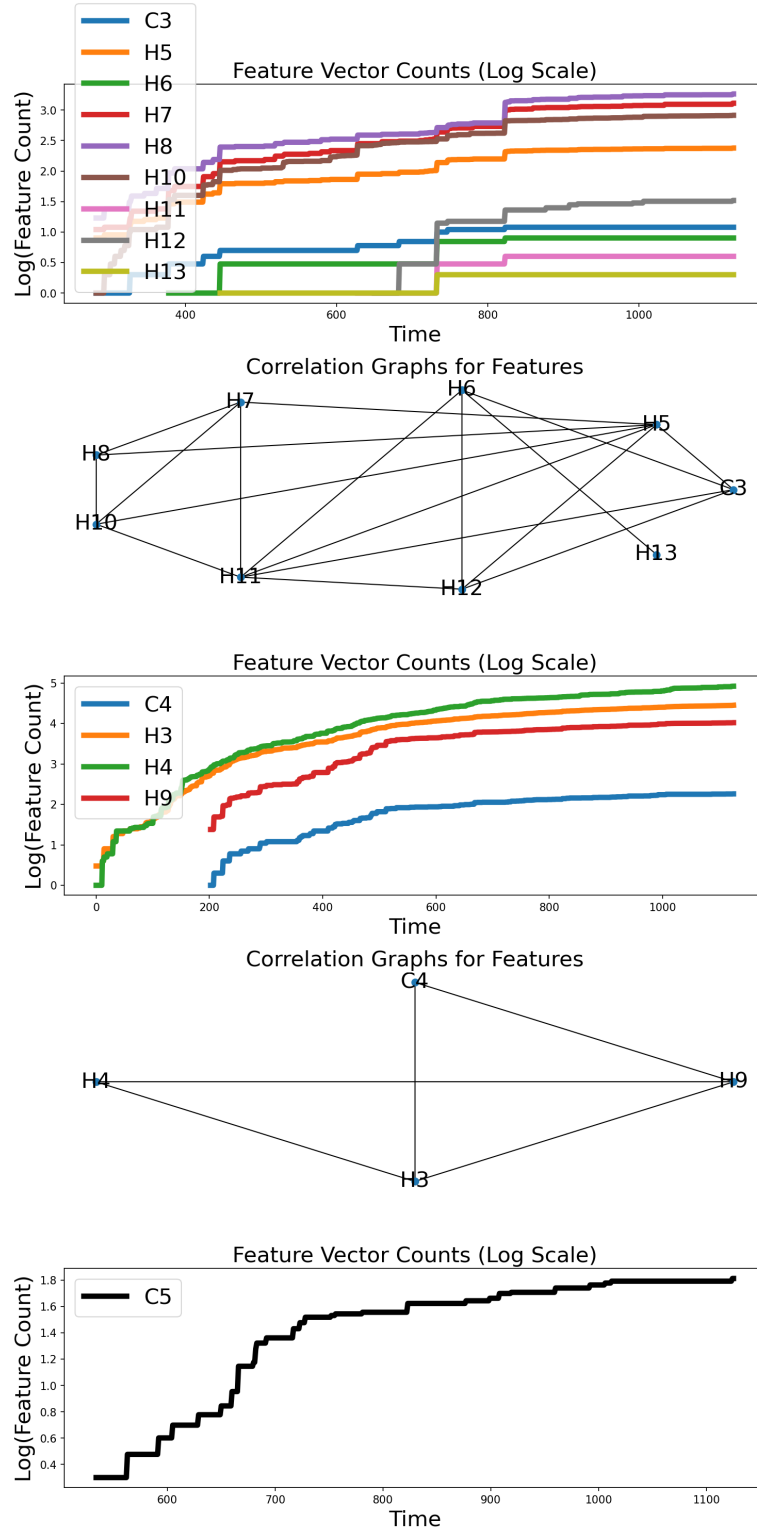 Feature Vector Counts (Log Scale)
C3
H5
H6
H7
H8
H10
H11
H12
H13
Log(Feature Count)
3.0
2.5
2.0
1.5
1.0
0.5
0.0
400 600 800 1000
Time
Correlation Graphs for Features
H6
H7
H5
H8
C3
H10
H13
H11
H12
Feature Vector Counts (Log Scale)
C4
H3
H4
H9
Log(Feature Count)
5
4
3
2
1
0
0 200 400 600 800 1000
Time
Correlation Graphs for Features
C4
H4 H9
H3
Feature Vector Counts (Log Scale)
C5
Log(Feature Count)
1.8
1.6
1.4
1.2
1.0
0.8
0.6
0.4
600 700 800 900 1000 1100
Time